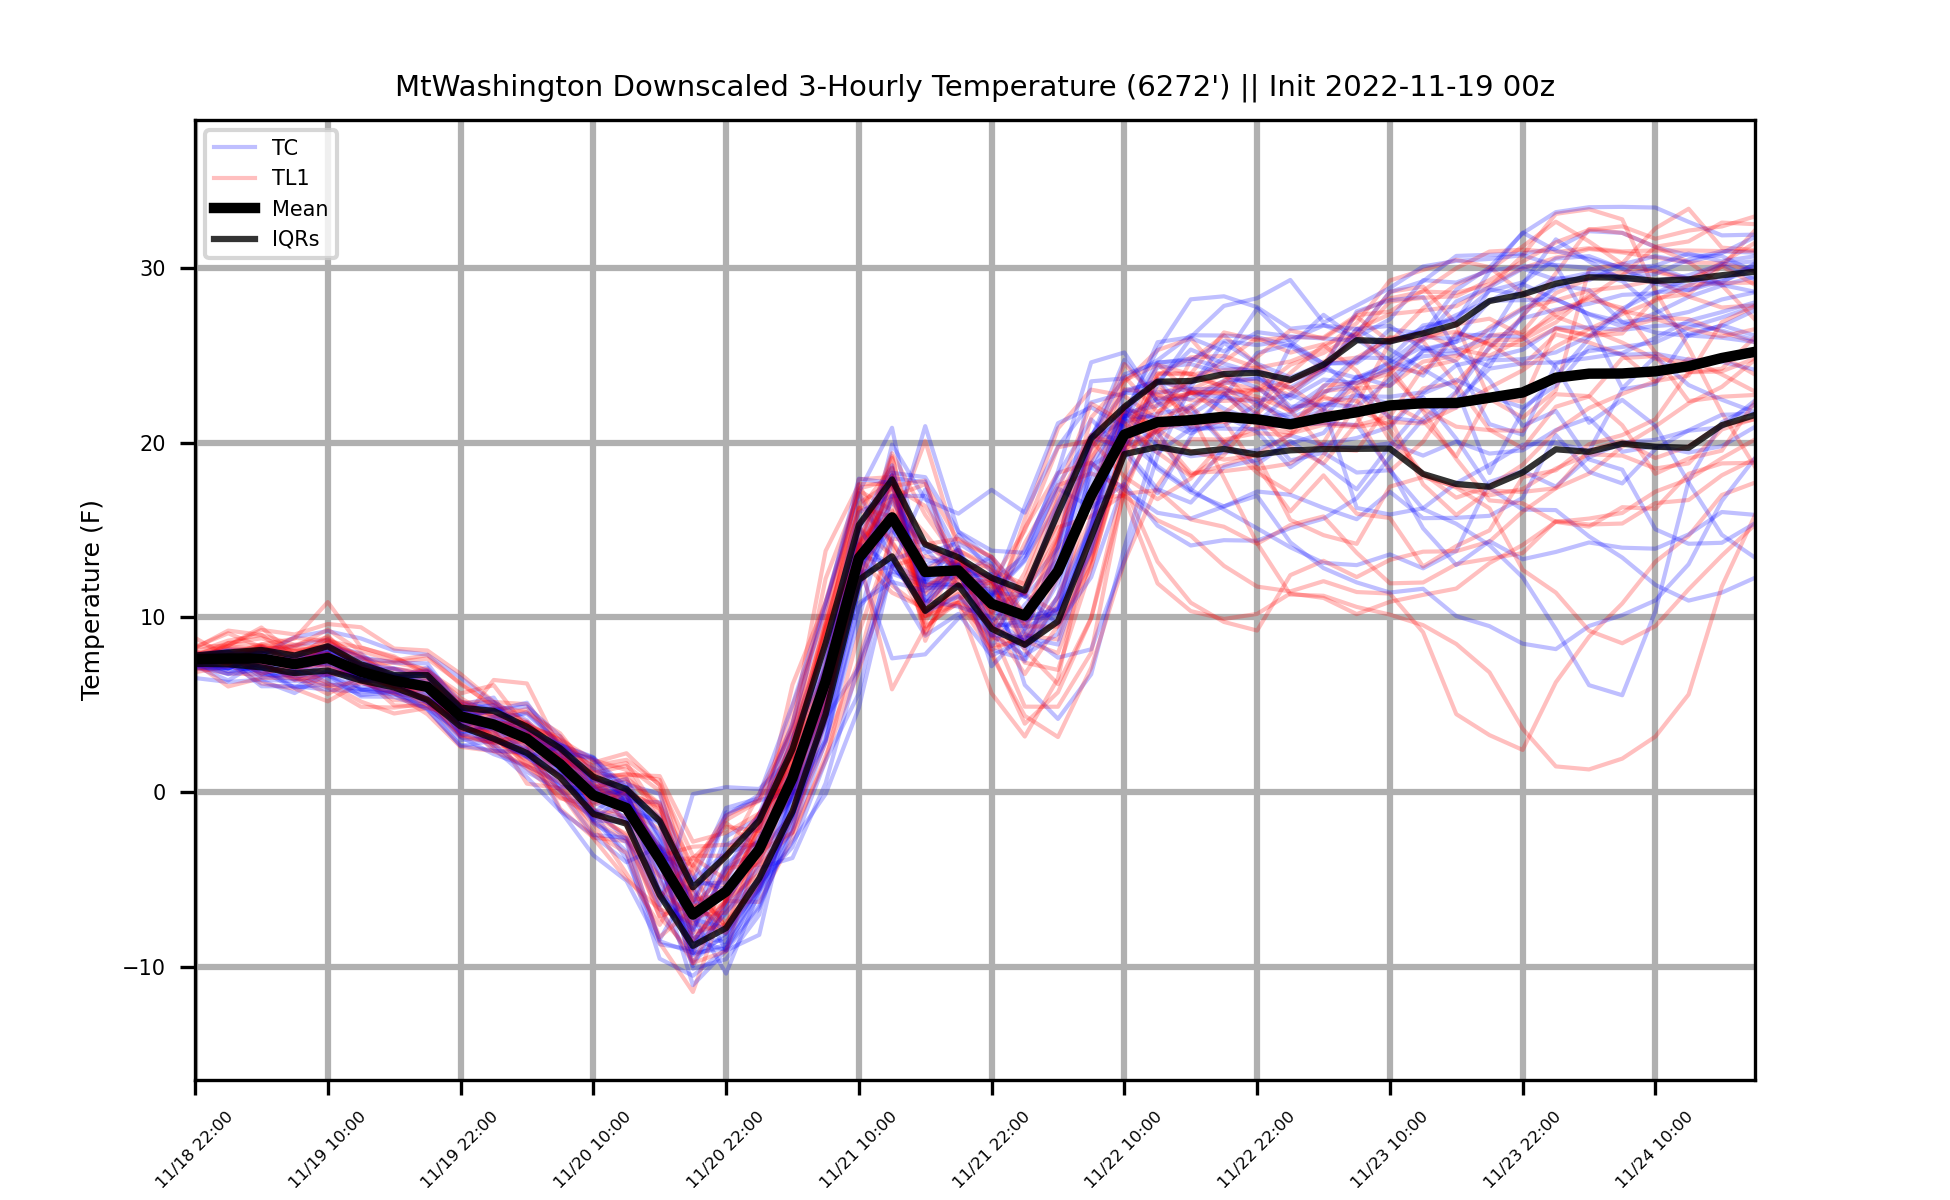 MtWashington Downscaled 3-Hourly Temperature (6272') || Init 2022-11-19 00z
TC
TL1
Mean
IQRs
Temperature (F)
30
20
10
0
−10
11/18 22:00
11/19 10:00
11/19 22:00
11/20 10:00
11/20 22:00
11/21 10:00
11/21 22:00
11/22 10:00
11/22 22:00
11/23 10:00
11/23 22:00
11/24 10:00